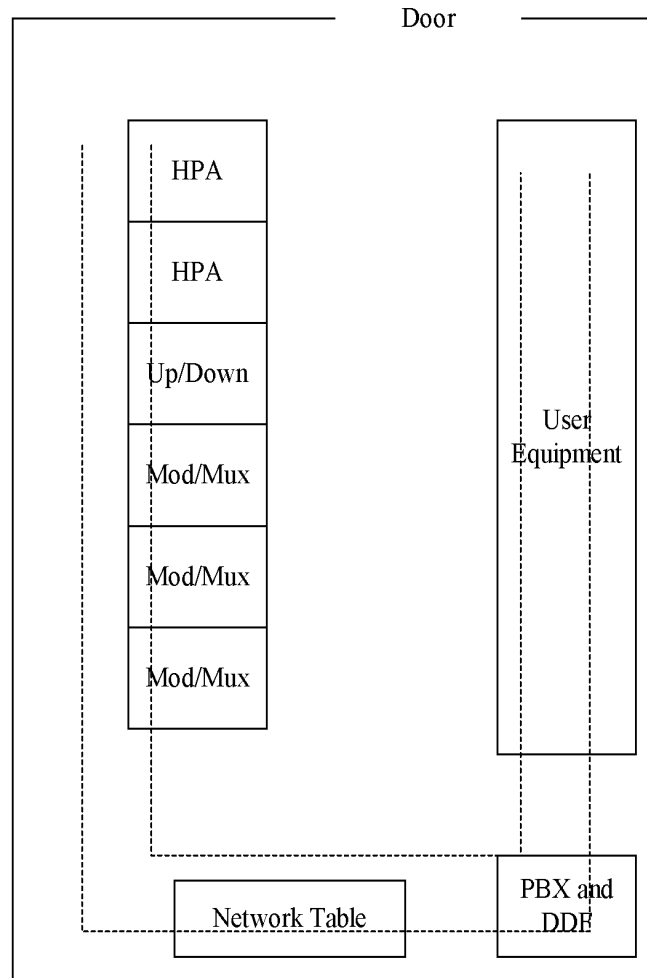 Door
HPA
HPA
Up/Down
Mod/Mux
Mod/Mux
Mod/Mux
User
Equipment
Network Table
PBX and
DDF